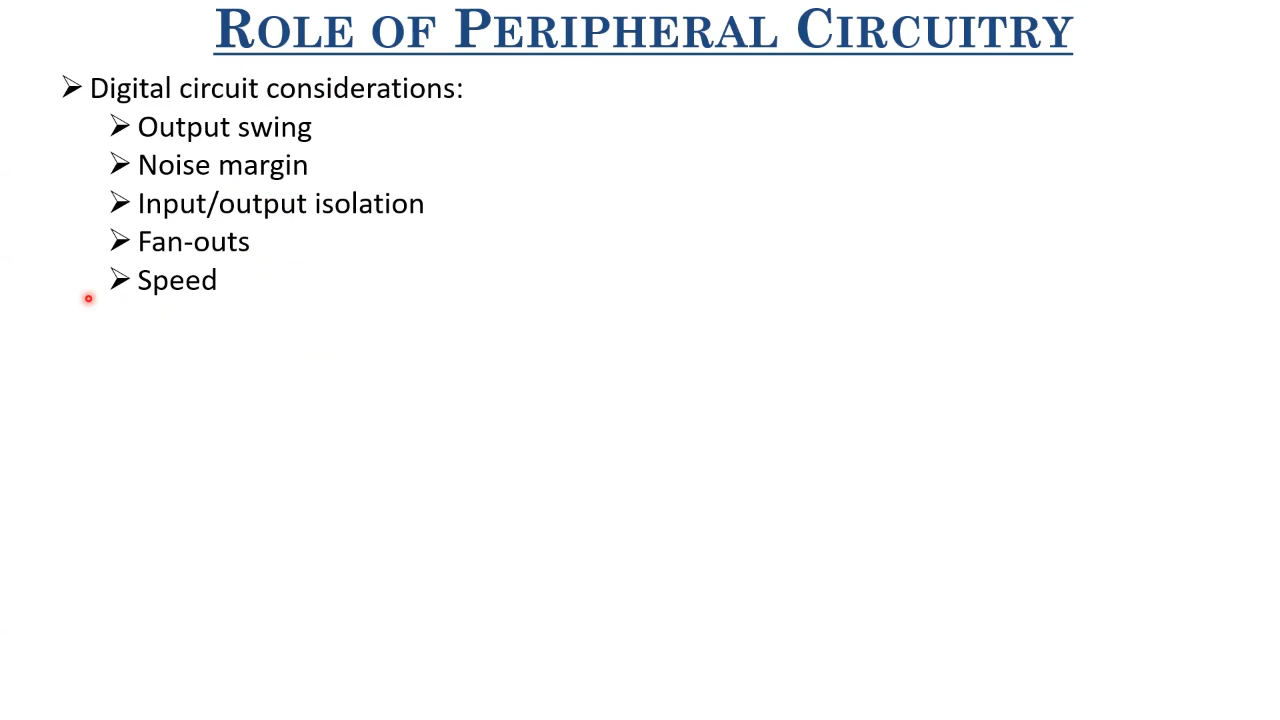 ROLE OF PERIPHERAL CIRCUITRY
Digital circuit considerations:
Output swing
Noise margin
Input/output isolation
Fan-outs
Speed